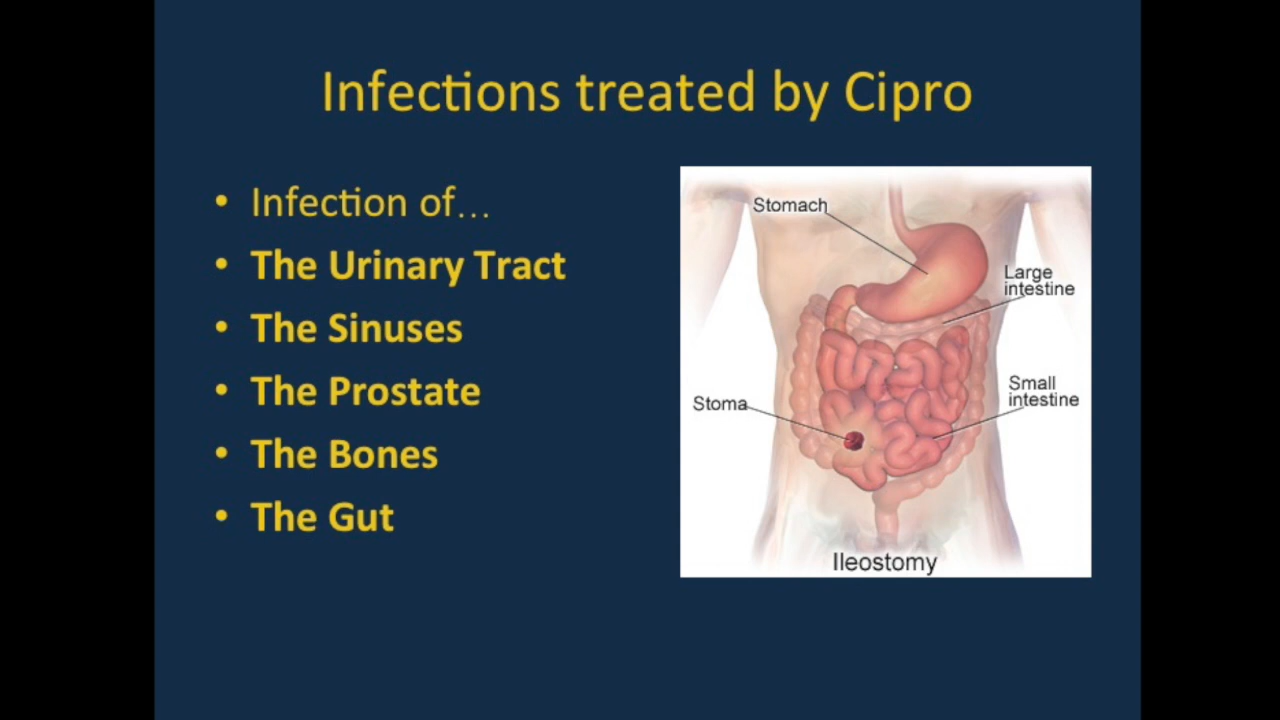 Infections treated by Cipro
• Infection of...
• The Urinary Tract
• The Sinuses
• The Prostate
• The Bones
• The Gut
Stomach
Large
intestine
Small
intestine
Stoma
Ileostomy